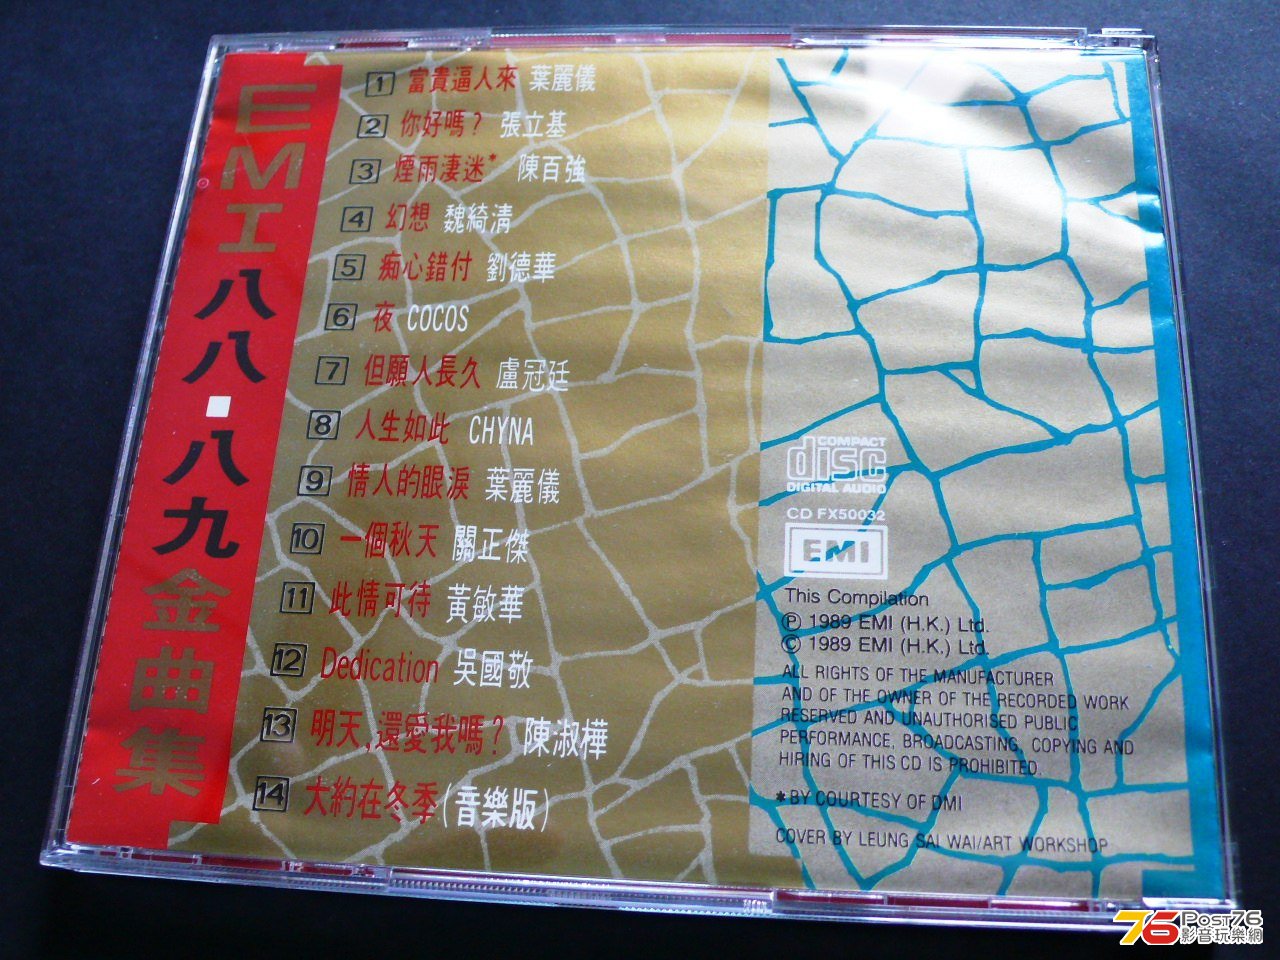 EMI八八·八九金曲集
1 富貴逼人來 葉麗儀
2 你好嗎? 張立基
3 煙雨淒迷* 陳百強
4 幻想 魏綺清
5 痴心錯付 劉德華
6 夜 COCOS
7 但願人長久 盧冠廷
8 人生如此 CHYNA
9 情人的眼淚 葉麗儀
10 一個秋天 關正傑
11 此情可待 黃敏華
12 Dedication 吳國敬
13 明天,還愛我嗎? 陳淑樺
14 大約在冬季(音樂版)
COMPACT
disc
DIGITAL AUDIO
CD FX50032
EMI
This Compilation
Ⓟ 1989 EMI (H.K.) Ltd.
© 1989 EMI (H.K.) Ltd.
ALL RIGHTS OF THE MANUFACTURER
AND OF THE OWNER OF THE RECORDED WORK
RESERVED AND UNAUTHORISED PUBLIC
PERFORMANCE, BROADCASTING, COPYING AND
HIRING OF THIS CD IS PROHIBITED.
*BY COURTESY OF DMI
COVER BY LEUNG SAI WAI/ART WORKSHOP
76 Post76
影音玩樂網